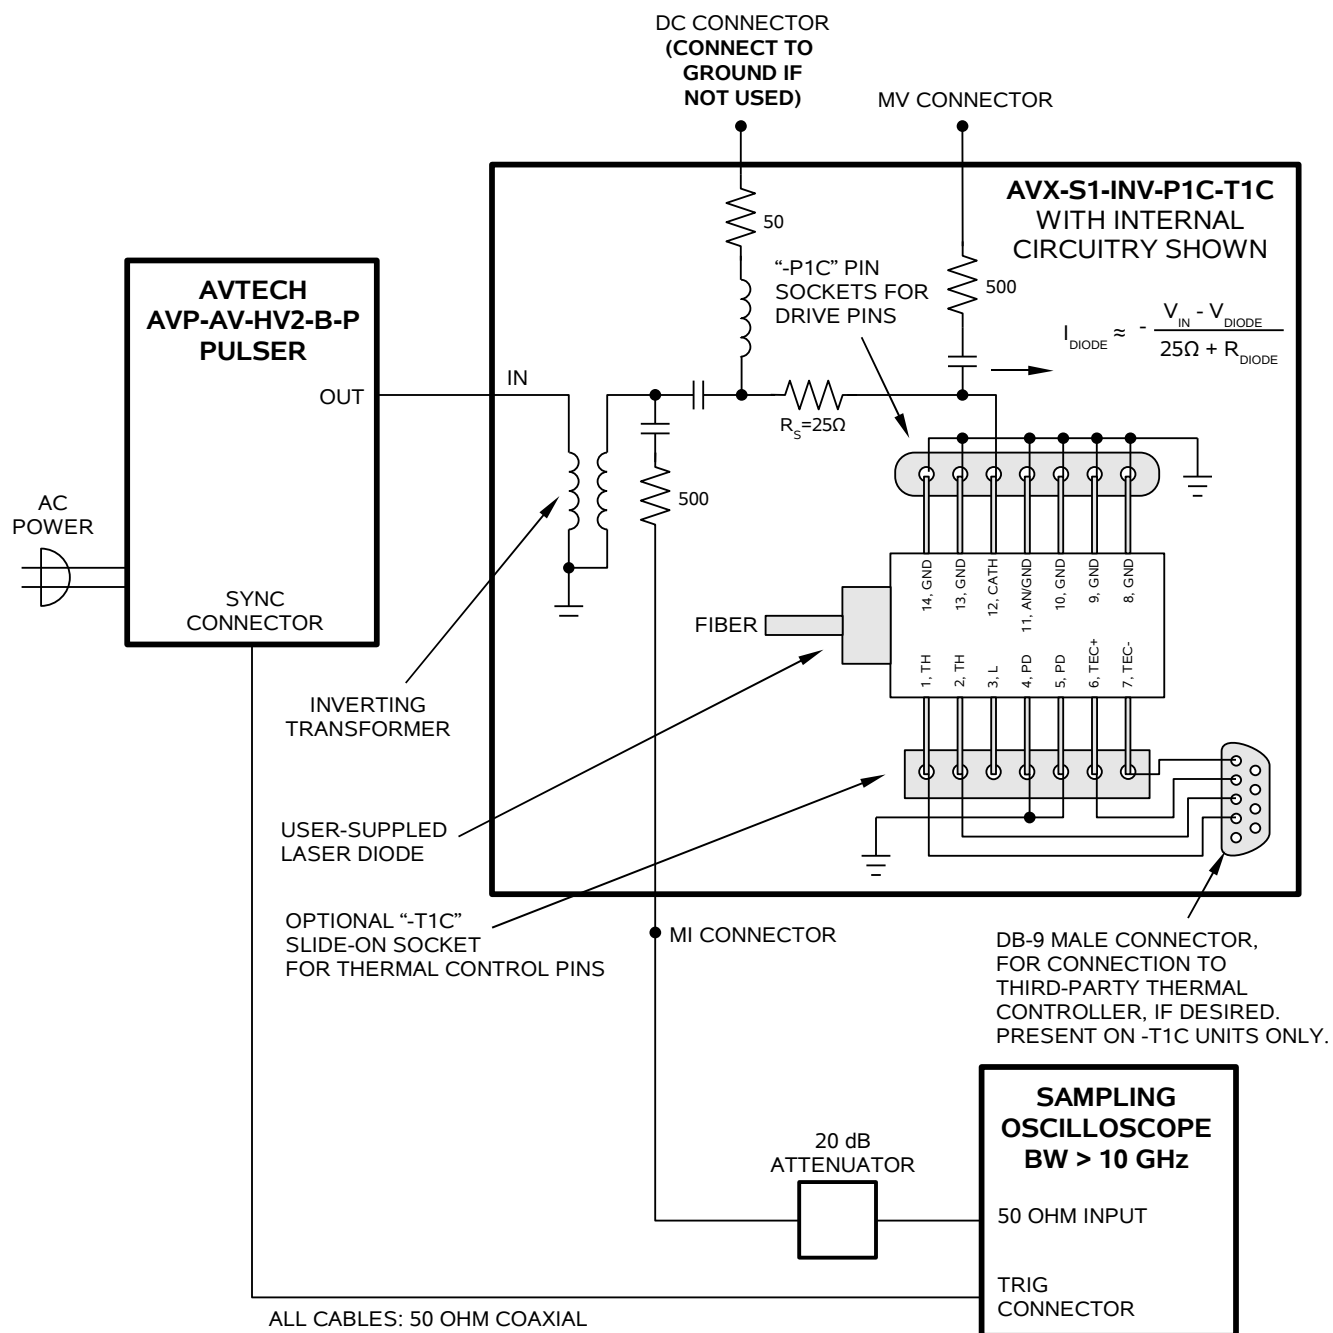 DC CONNECTOR
(CONNECT TO
GROUND IF
NOT USED)
MV CONNECTOR
AVX-S1-INV-P1C-T1C
WITH INTERNAL
CIRCUITRY SHOWN
50
"-P1C" PIN
SOCKETS FOR
DRIVE PINS
500
I_DIODE ≈ - (V_IN - V_DIODE) / (25Ω + R_DIODE)
AVTECH
AVP-AV-HV2-B-P
PULSER
OUT
IN
R_S=25Ω
500
AC
POWER
SYNC
CONNECTOR
14, GND
13, GND
12, CATH
11, AN/GND
10, GND
9, GND
8, GND
FIBER
1, TH
2, TH
3, L
4, PD
5, PD
6, TEC+
7, TEC-
INVERTING
TRANSFORMER
USER-SUPPLED
LASER DIODE
OPTIONAL "-T1C"
SLIDE-ON SOCKET
FOR THERMAL CONTROL PINS
MI CONNECTOR
DB-9 MALE CONNECTOR,
FOR CONNECTION TO
THIRD-PARTY THERMAL
CONTROLLER, IF DESIRED.
PRESENT ON -T1C UNITS ONLY.
SAMPLING
OSCILLOSCOPE
BW > 10 GHz
20 dB
ATTENUATOR
50 OHM INPUT
TRIG
CONNECTOR
ALL CABLES: 50 OHM COAXIAL